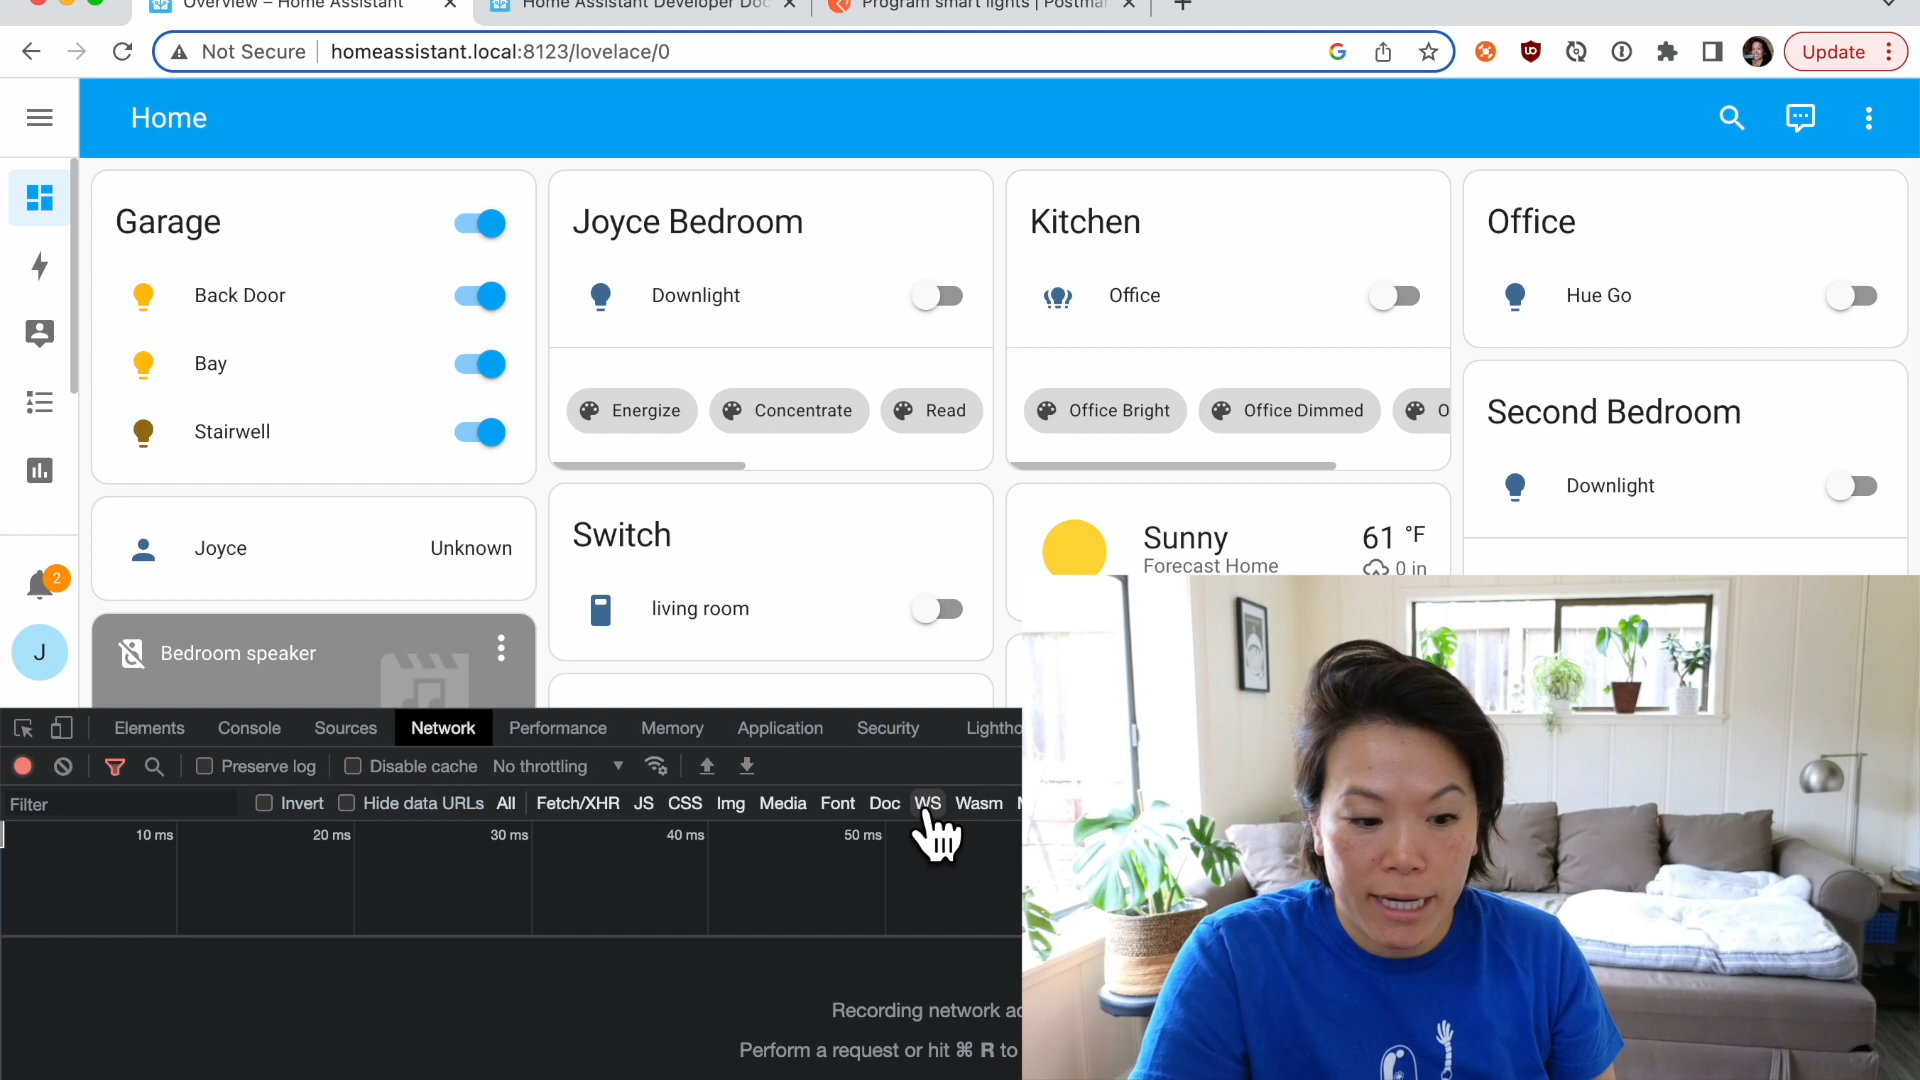 Overview – Home Assistant
Home Assistant Developer Doc
Program smart lights | Postman
Not Secure
homeassistant.local:8123/lovelace/0
Update
Home
Garage
Back Door
Bay
Stairwell
Joyce
Unknown
Bedroom speaker
2
J
Joyce Bedroom
Downlight
Energize
Concentrate
Read
Switch
living room
Kitchen
Office
Office Bright
Office Dimmed
O
Sunny
Forecast Home
61 °F
0 in
Office
Hue Go
Second Bedroom
Downlight
Elements Console Sources Network Performance Memory Application Security Lightho
Preserve log Disable cache No throttling
Filter Invert Hide data URLs All Fetch/XHR JS CSS Img Media Font Doc WS Wasm
10 ms 20 ms 30 ms 40 ms 50 ms
Recording network ac
Perform a request or hit ⌘ R to